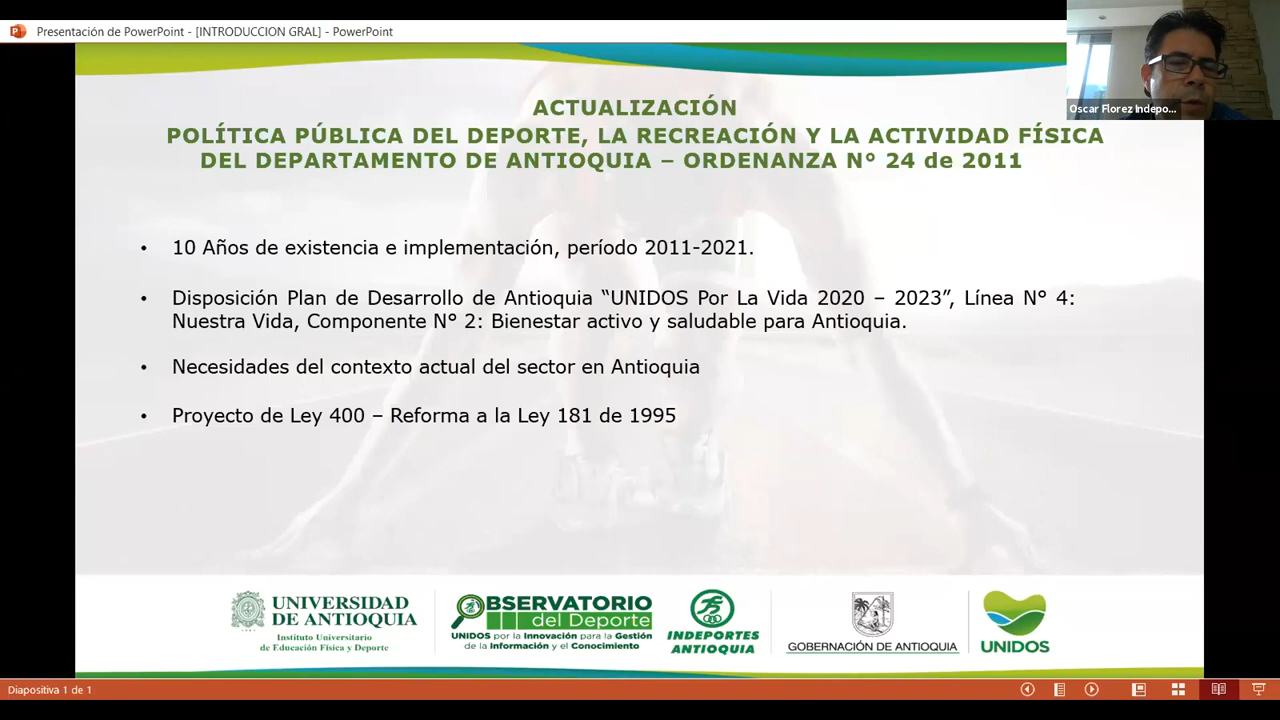 Presentación de PowerPoint - [INTRODUCCION GRAL] - PowerPoint
Oscar Florez Indepo...
ACTUALIZACIÓN
POLÍTICA PÚBLICA DEL DEPORTE, LA RECREACIÓN Y LA ACTIVIDAD FÍSICA
DEL DEPARTAMENTO DE ANTIOQUIA – ORDENANZA N° 24 de 2011
• 10 Años de existencia e implementación, período 2011-2021.
• Disposición Plan de Desarrollo de Antioquia “UNIDOS Por La Vida 2020 – 2023”, Línea N° 4:
Nuestra Vida, Componente N° 2: Bienestar activo y saludable para Antioquia.
• Necesidades del contexto actual del sector en Antioquia
• Proyecto de Ley 400 – Reforma a la Ley 181 de 1995
UNIVERSIDAD
DE ANTIOQUIA
Instituto Universitario
de Educación Física y Deporte
OBSERVATORIO
del Deporte
UNIDOS por la Innovación para la Gestión
de la Información y el Conocimiento
INDEPORTES
ANTIOQUIA
GOBERNACIÓN DE ANTIOQUIA
UNIDOS
Diapositiva 1 de 1